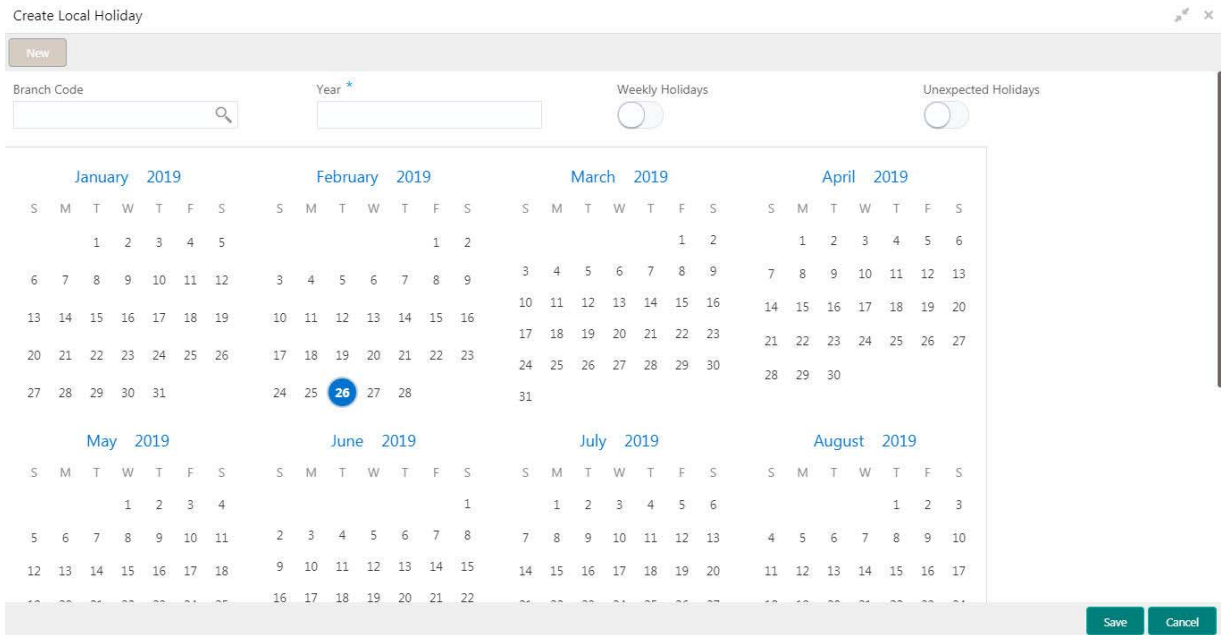 Create Local Holiday
New
Branch Code
Year *
Weekly Holidays
Unexpected Holidays
January 2019
S M T W T F S
1 2 3 4 5
6 7 8 9 10 11 12
13 14 15 16 17 18 19
20 21 22 23 24 25 26
27 28 29 30 31
February 2019
S M T W T F S
1 2
3 4 5 6 7 8 9
10 11 12 13 14 15 16
17 18 19 20 21 22 23
24 25 26 27 28
March 2019
S M T W T F S
1 2
3 4 5 6 7 8 9
10 11 12 13 14 15 16
17 18 19 20 21 22 23
24 25 26 27 28 29 30
31
April 2019
S M T W T F S
1 2 3 4 5 6
7 8 9 10 11 12 13
14 15 16 17 18 19 20
21 22 23 24 25 26 27
28 29 30
May 2019
S M T W T F S
1 2 3 4
5 6 7 8 9 10 11
12 13 14 15 16 17 18
June 2019
S M T W T F S
1
2 3 4 5 6 7 8
9 10 11 12 13 14 15
16 17 18 19 20 21 22
July 2019
S M T W T F S
1 2 3 4 5 6
7 8 9 10 11 12 13
14 15 16 17 18 19 20
August 2019
S M T W T F S
1 2 3
4 5 6 7 8 9 10
11 12 13 14 15 16 17
Save
Cancel